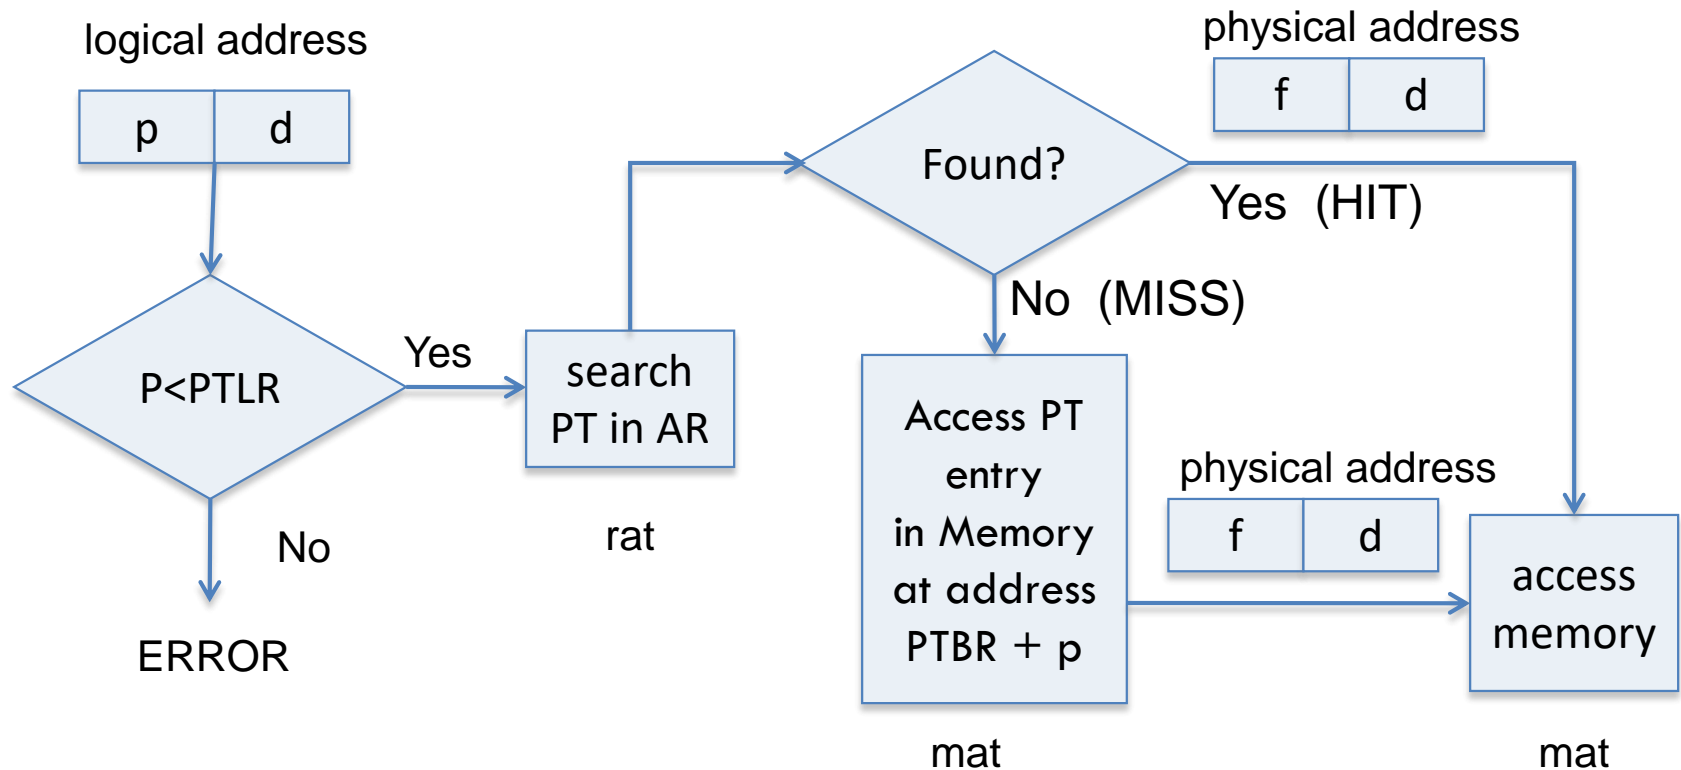 logical address
p d
P<PTLR
Yes
No
ERROR
search
PT in AR
rat
Found?
Yes (HIT)
No (MISS)
physical address
f d
Access PT
entry
in Memory
at address
PTBR + p
mat
physical address
f d
access
memory
mat